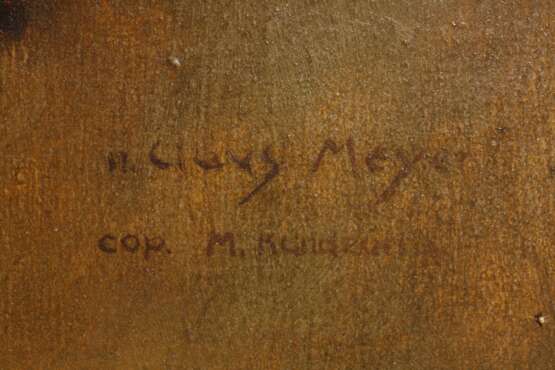 n. Claus Meyer
cop. M.